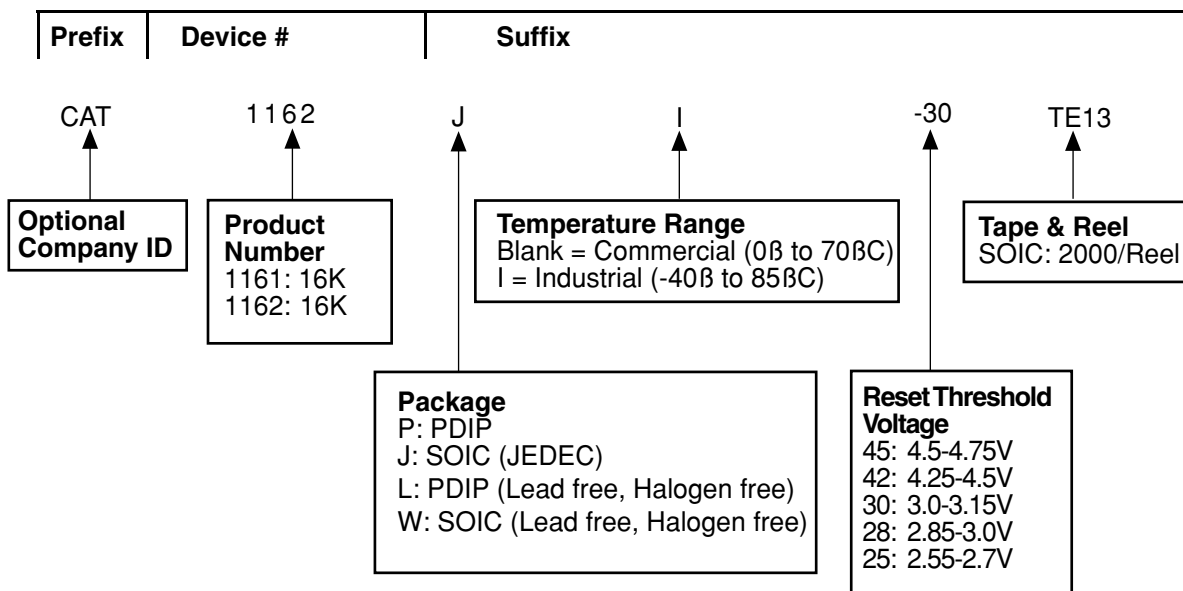 Prefix Device # Suffix
CAT 1162 J I -30 TE13
Optional
Company ID
Product
Number
1161: 16K
1162: 16K
Temperature Range
Blank = Commercial (0ß to 70ßC)
I = Industrial (-40ß to 85ßC)
Tape & Reel
SOIC: 2000/Reel
Package
P: PDIP
J: SOIC (JEDEC)
L: PDIP (Lead free, Halogen free)
W: SOIC (Lead free, Halogen free)
Reset Threshold
Voltage
45: 4.5-4.75V
42: 4.25-4.5V
30: 3.0-3.15V
28: 2.85-3.0V
25: 2.55-2.7V